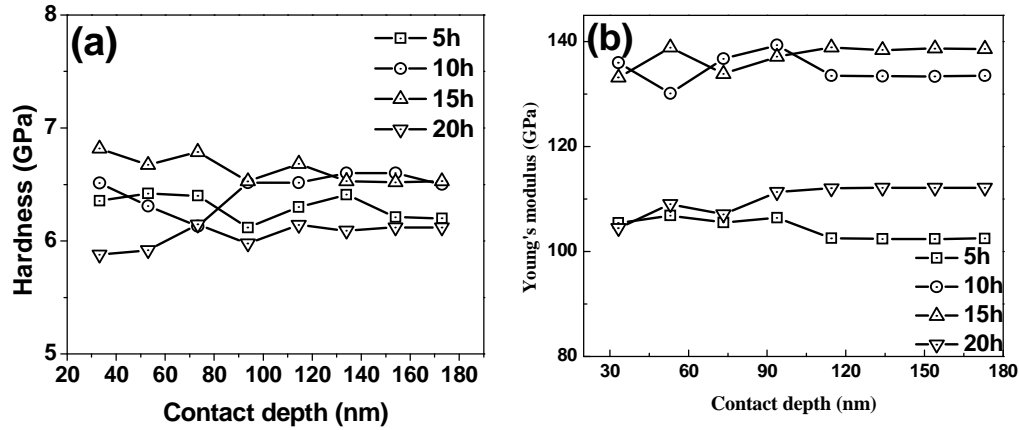 (a)
5h
10h
15h
20h
Hardness (GPa)
8
7
6
5
20 40 60 80 100 120 140 160 180
Contact depth (nm)
(b)
Young's modulus (GPa)
140
120
100
80
5h
10h
15h
20h
30 60 90 120 150 180
Contact depth (nm)